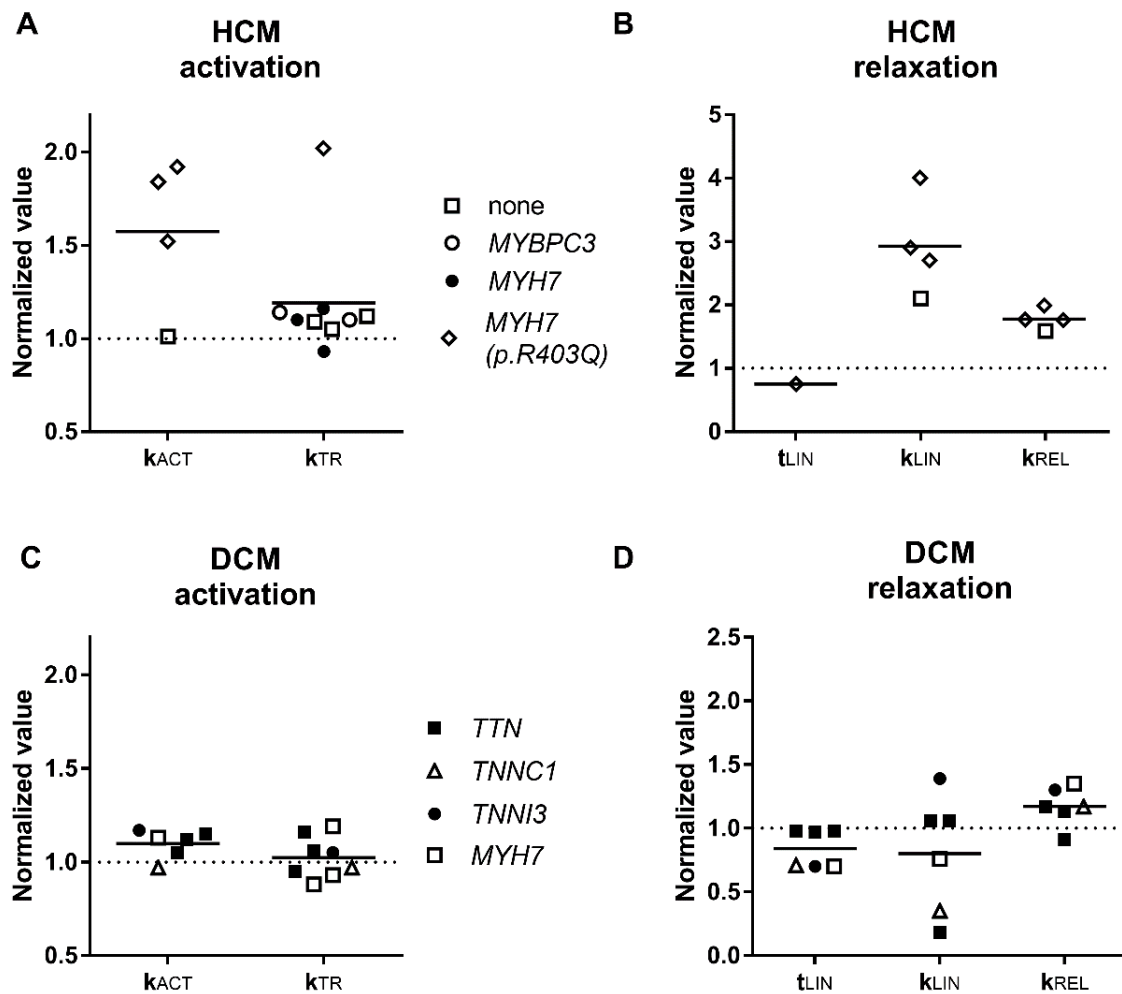 A
HCM
activation
Normalized value
2.0
1.5
1.0
0.5
kACT
kTR
none
MYBPC3
MYH7
MYH7
(p.R403Q)
B
HCM
relaxation
Normalized value
5
4
3
2
1
0
tLIN
kLIN
kREL
C
DCM
activation
Normalized value
2.0
1.5
1.0
0.5
kACT
kTR
TTN
TNNC1
TNNI3
MYH7
D
DCM
relaxation
Normalized value
2.5
2.0
1.5
1.0
0.5
0.0
tLIN
kLIN
kREL